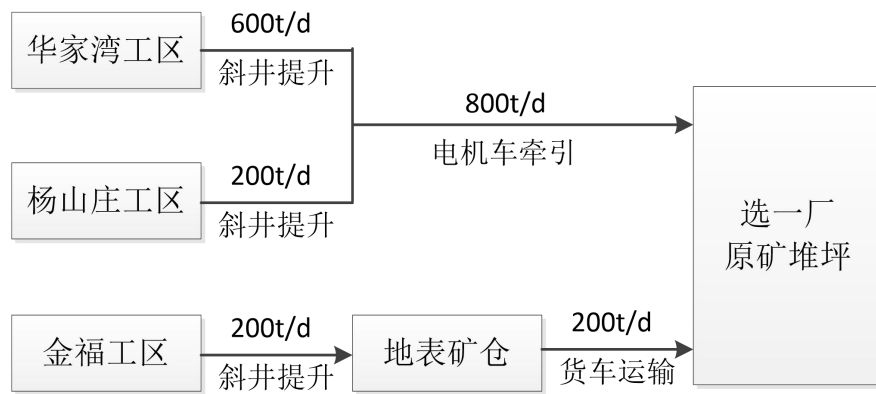 华家湾工区
600t/d
斜井提升
800t/d
电机车牵引
杨山庄工区
200t/d
斜井提升
选一厂
原矿堆坪
金福工区
200t/d
斜井提升
地表矿仓
200t/d
货车运输